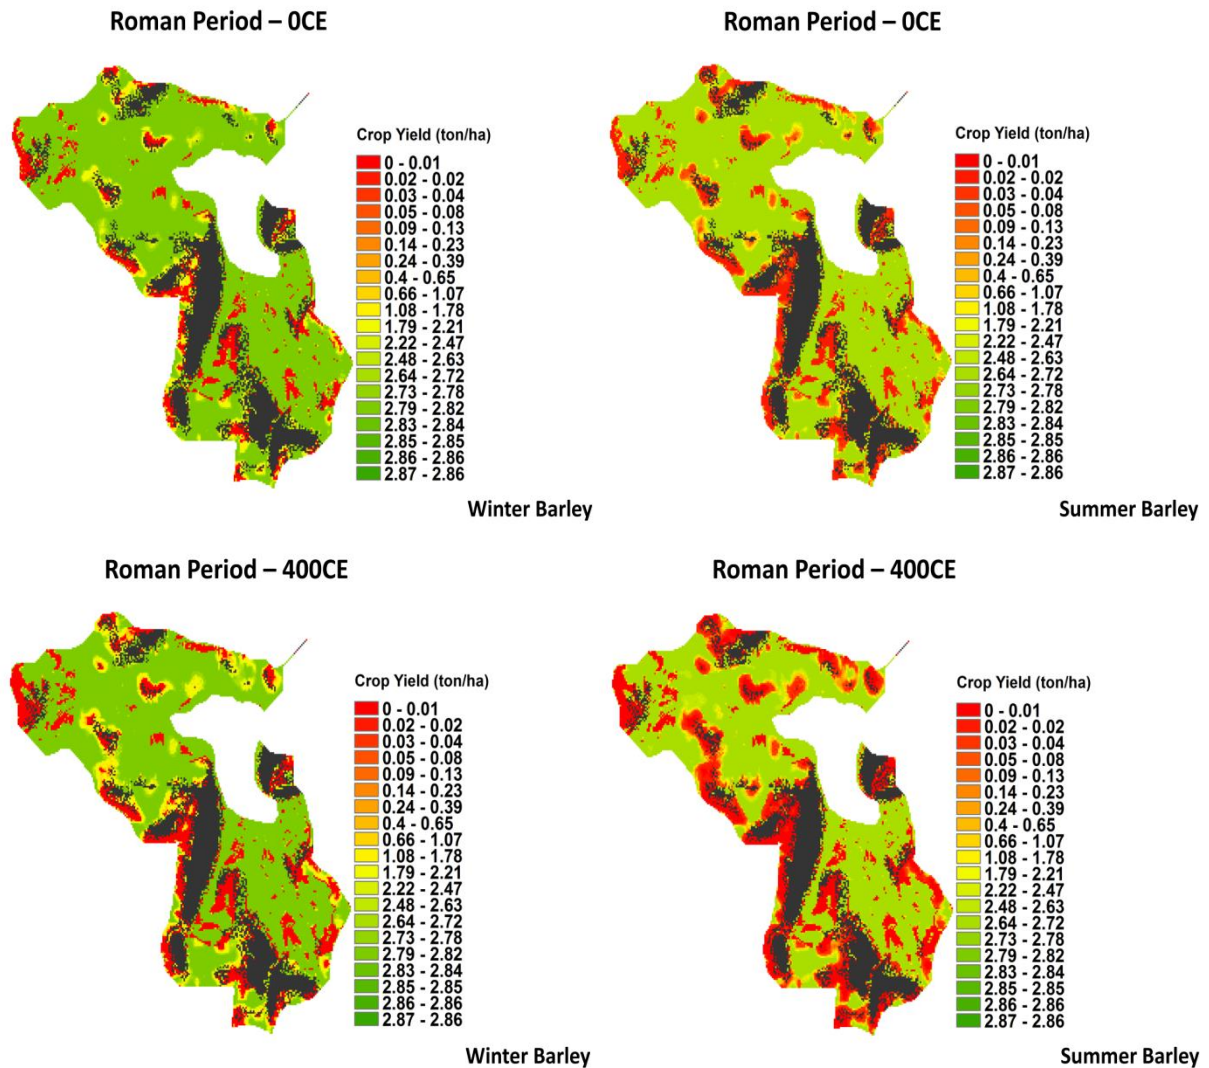 Roman Period – 0CE
Crop Yield (ton/ha)
0 - 0.01
0.02 - 0.02
0.03 - 0.04
0.05 - 0.08
0.09 - 0.13
0.14 - 0.23
0.24 - 0.39
0.4 - 0.65
0.66 - 1.07
1.08 - 1.78
1.79 - 2.21
2.22 - 2.47
2.48 - 2.63
2.64 - 2.72
2.73 - 2.78
2.79 - 2.82
2.83 - 2.84
2.85 - 2.85
2.86 - 2.86
2.87 - 2.86
Winter Barley
Roman Period – 0CE
Crop Yield (ton/ha)
0 - 0.01
0.02 - 0.02
0.03 - 0.04
0.05 - 0.08
0.09 - 0.13
0.14 - 0.23
0.24 - 0.39
0.4 - 0.65
0.66 - 1.07
1.08 - 1.78
1.79 - 2.21
2.22 - 2.47
2.48 - 2.63
2.64 - 2.72
2.73 - 2.78
2.79 - 2.82
2.83 - 2.84
2.85 - 2.85
2.86 - 2.86
2.87 - 2.86
Summer Barley
Roman Period – 400CE
Crop Yield (ton/ha)
0 - 0.01
0.02 - 0.02
0.03 - 0.04
0.05 - 0.08
0.09 - 0.13
0.14 - 0.23
0.24 - 0.39
0.4 - 0.65
0.66 - 1.07
1.08 - 1.78
1.79 - 2.21
2.22 - 2.47
2.48 - 2.63
2.64 - 2.72
2.73 - 2.78
2.79 - 2.82
2.83 - 2.84
2.85 - 2.85
2.86 - 2.86
2.87 - 2.86
Winter Barley
Roman Period – 400CE
Crop Yield (ton/ha)
0 - 0.01
0.02 - 0.02
0.03 - 0.04
0.05 - 0.08
0.09 - 0.13
0.14 - 0.23
0.24 - 0.39
0.4 - 0.65
0.66 - 1.07
1.08 - 1.78
1.79 - 2.21
2.22 - 2.47
2.48 - 2.63
2.64 - 2.72
2.73 - 2.78
2.79 - 2.82
2.83 - 2.84
2.85 - 2.85
2.86 - 2.86
2.87 - 2.86
Summer Barley